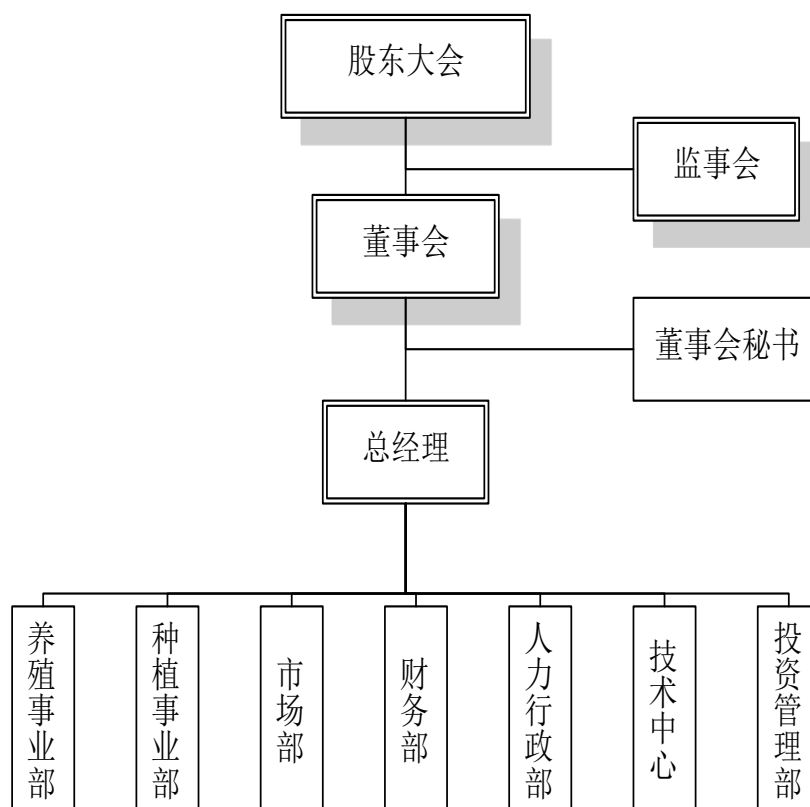 股东大会
监事会
董事会
董事会秘书
总经理
养殖事业部
种植事业部
市场部
财务部
人力行政部
技术中心
投资管理部